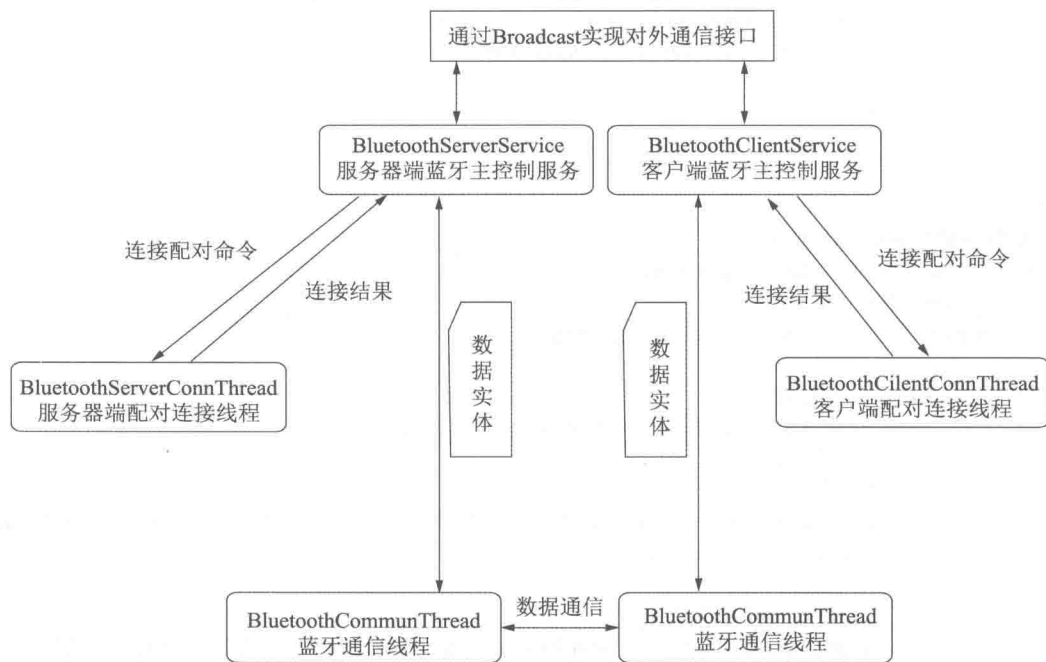 通过Broadcast实现对外通信接口
BluetoothServerService
服务器端蓝牙主控制服务
BluetoothClientService
客户端蓝牙主控制服务
连接配对命令
连接结果
连接配对命令
连接结果
数据实体
数据实体
BluetoothServerConnThread
服务器端配对连接线程
BluetoothCilentConnThread
客户端配对连接线程
BluetoothCommunThread
蓝牙通信线程
数据通信
BluetoothCommunThread
蓝牙通信线程